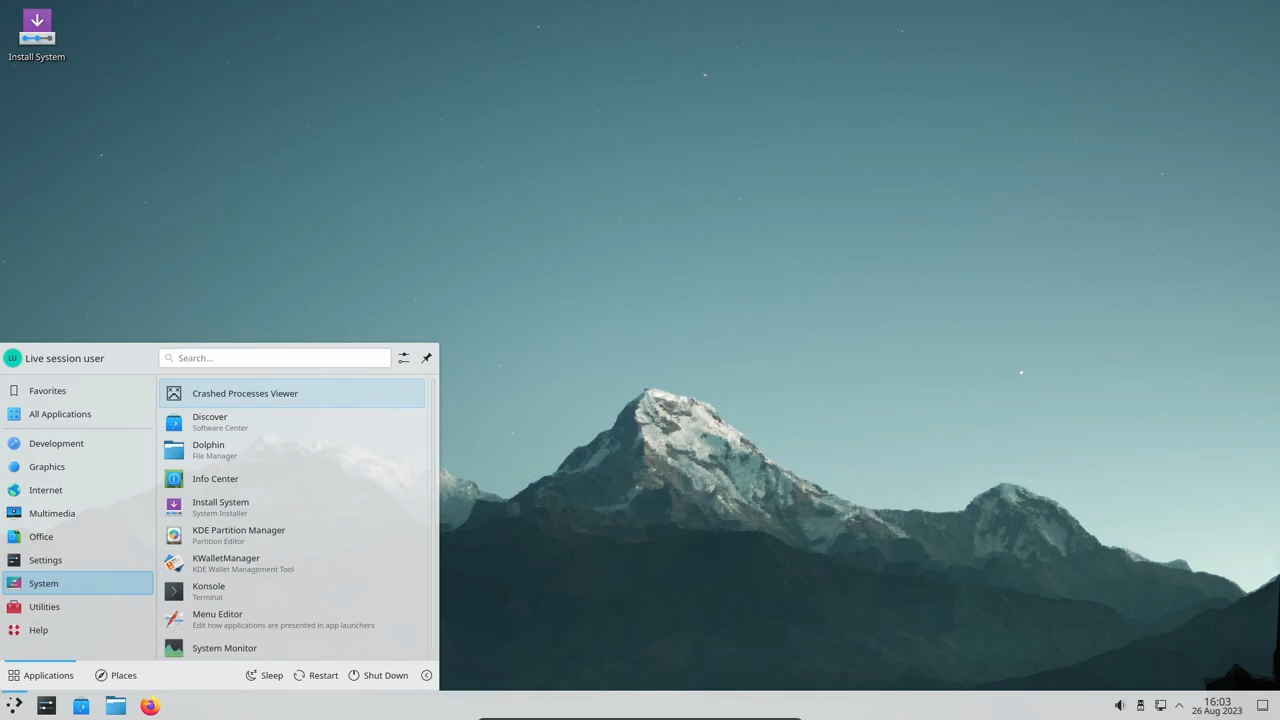 Install System
LU Live session user
Search...
Favorites
All Applications
Development
Graphics
Internet
Multimedia
Office
Settings
System
Utilities
Help
Crashed Processes Viewer
Discover
Software Center
Dolphin
File Manager
Info Center
Install System
System Installer
KDE Partition Manager
Partition Editor
KWalletManager
KDE Wallet Management Tool
Konsole
Terminal
Menu Editor
Edit how applications are presented in app launchers
System Monitor
Applications Places Sleep Restart Shut Down
16:03
26 Aug 2023